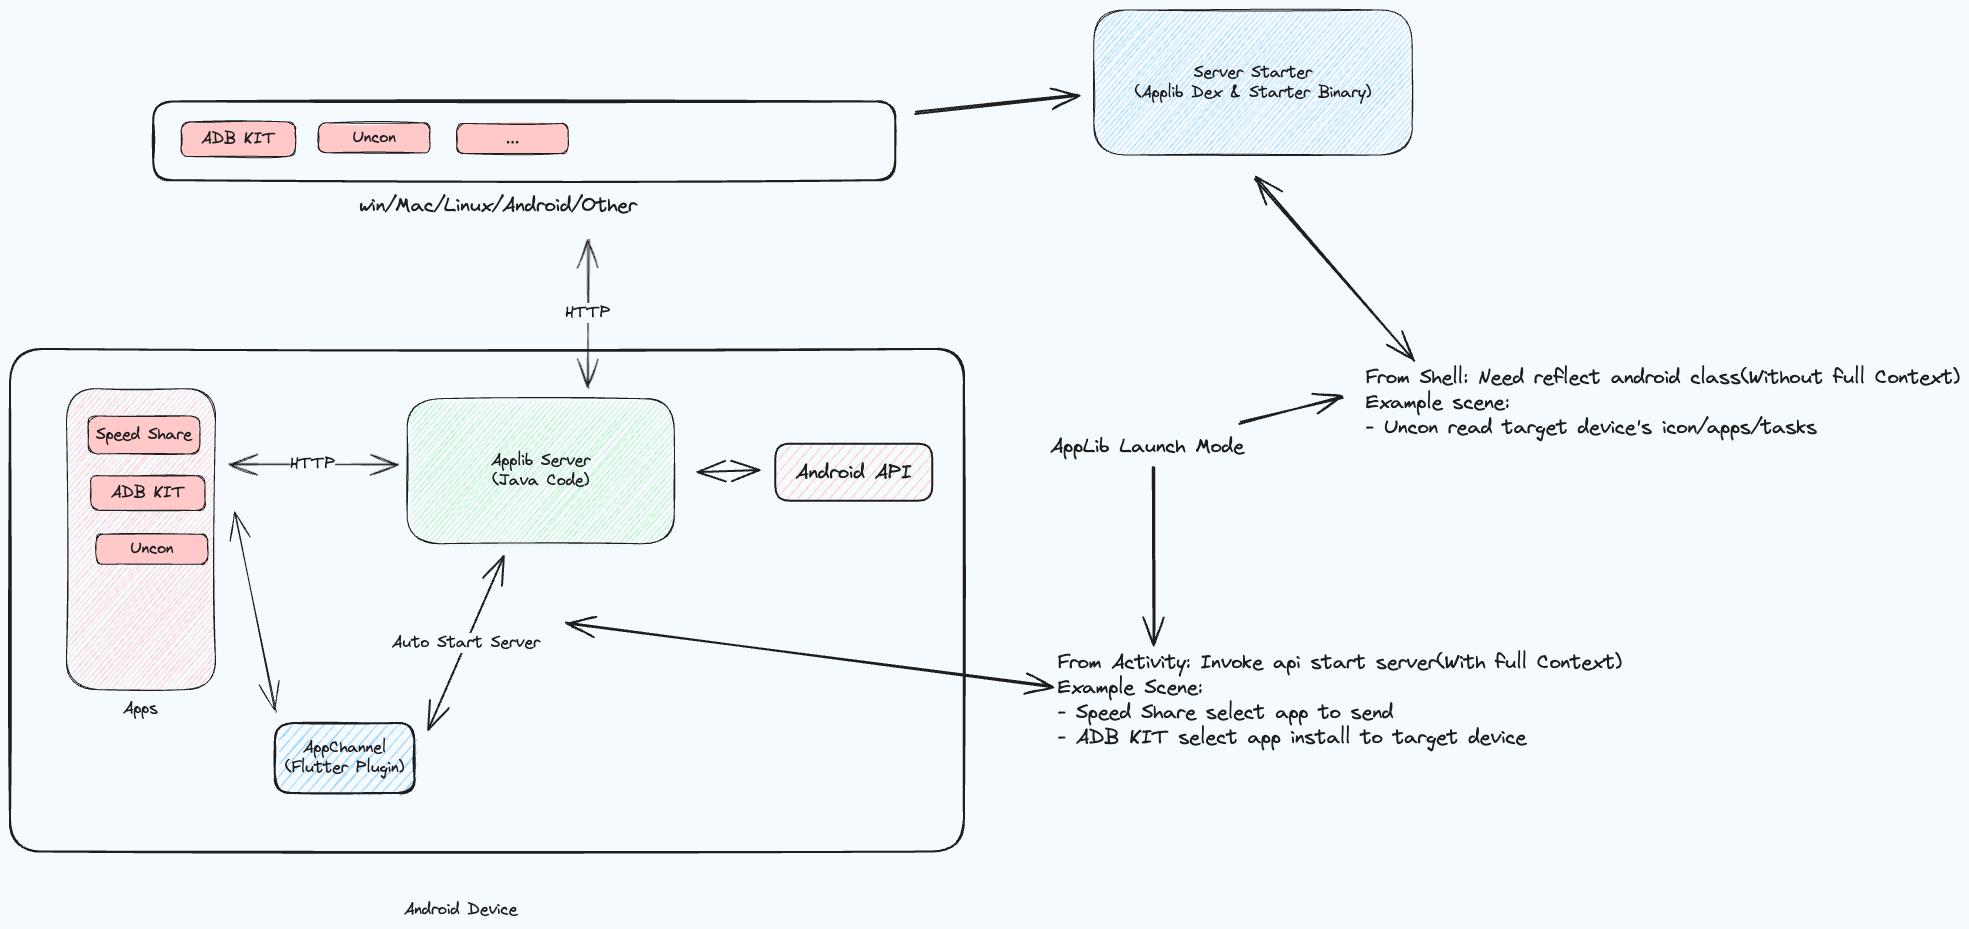 Server Starter
(Applib Dex & Starter Binary)
ADB KIT
Uncon
...
win/Mac/Linux/Android/Other
HTTP
From Shell: Need reflect android class(Without full Context)
Example scene:
- Uncon read target device's icon/apps/tasks
AppLib Launch Mode
Speed Share
ADB KIT
Uncon
Apps
HTTP
Applib Server
(Java Code)
Android API
Auto Start Server
AppChannel
(Flutter Plugin)
From Activity: Invoke api start server(With full Context)
Example Scene:
- Speed Share select app to send
- ADB KIT select app install to target device
Android Device